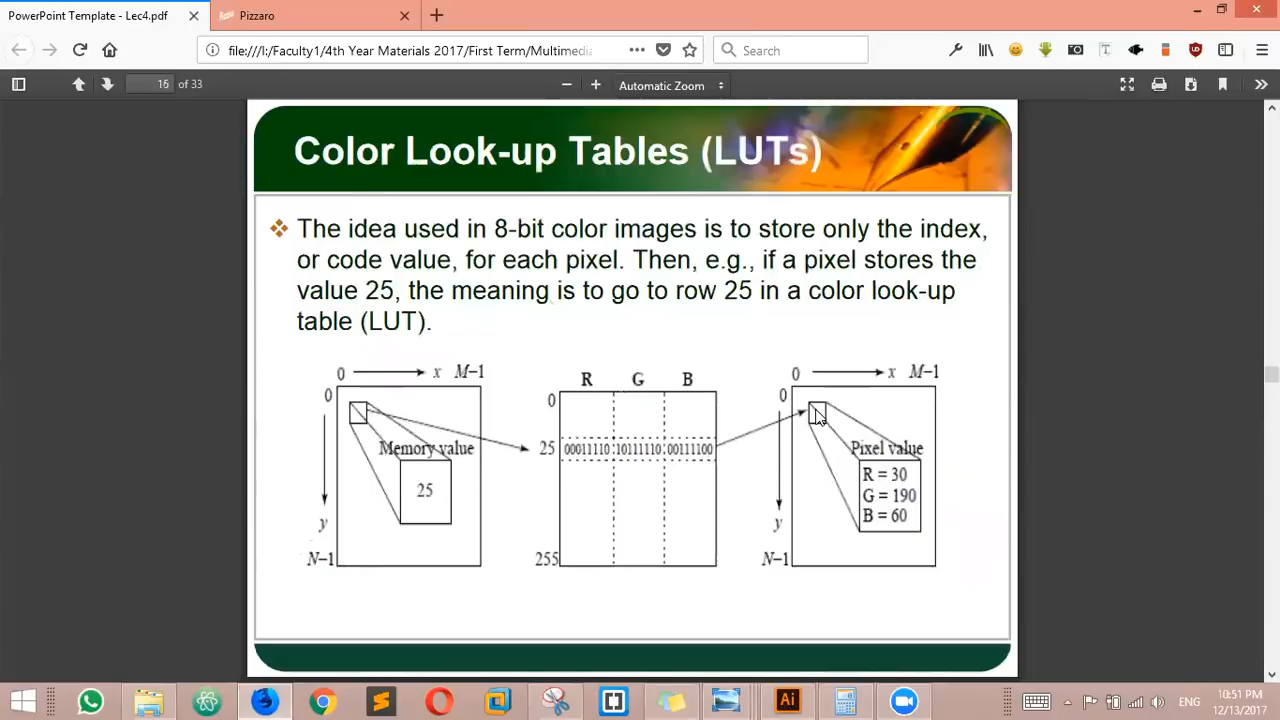 PowerPoint Template - Lec4.pdf
Pizzaro
file:///I:/Faculty1/4th Year Materials 2017/First Term/Multimedia
Search
16 of 33
Automatic Zoom
Color Look-up Tables (LUTs)
The idea used in 8-bit color images is to store only the index,
or code value, for each pixel. Then, e.g., if a pixel stores the
value 25, the meaning is to go to row 25 in a color look-up
table (LUT).
0 x M−1
0
Memory value
25
y
N−1
R G B
0
25 00011110 10111110 00111100
255
0 x M−1
0
Pixel value
R = 30
G = 190
B = 60
y
N−1
Ai
ENG
10:51 PM
12/13/2017